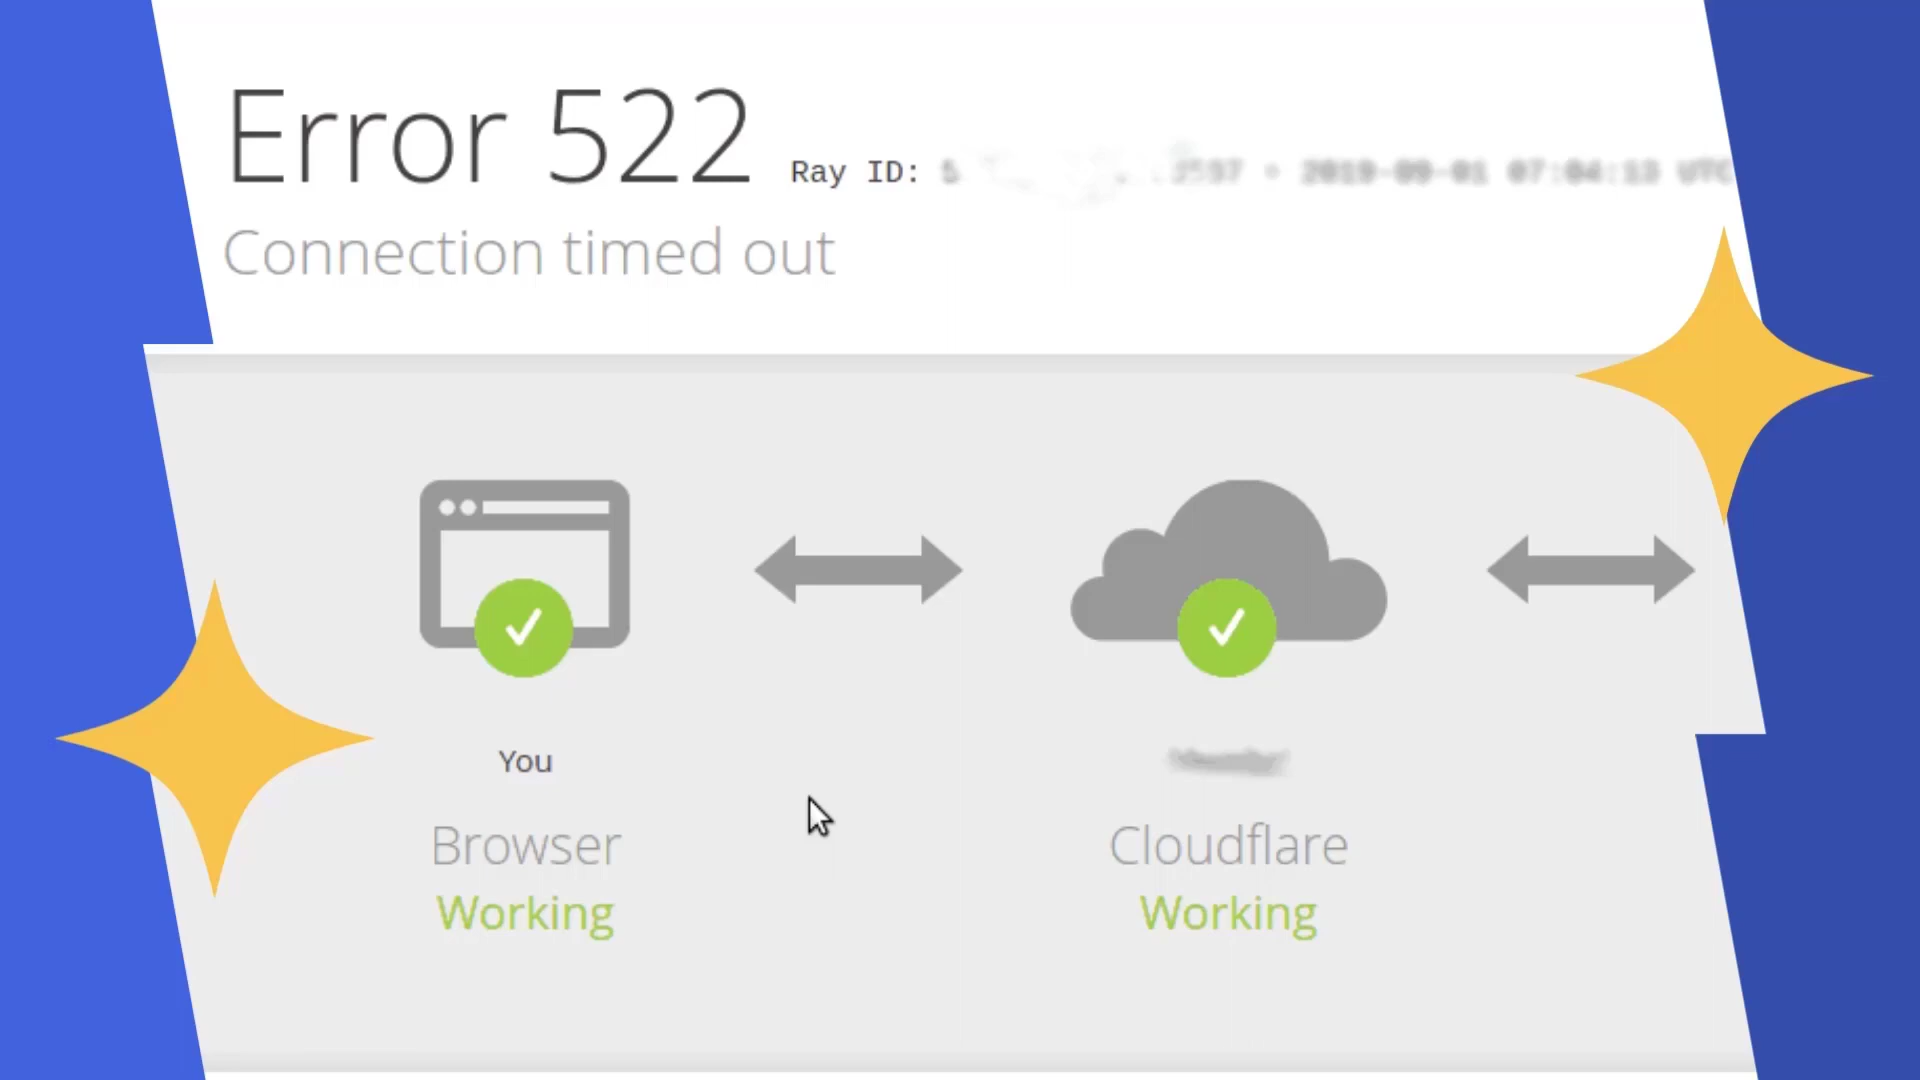 Error 522
Ray ID:
Connection timed out
You
Browser
Cloudflare
Working
Working